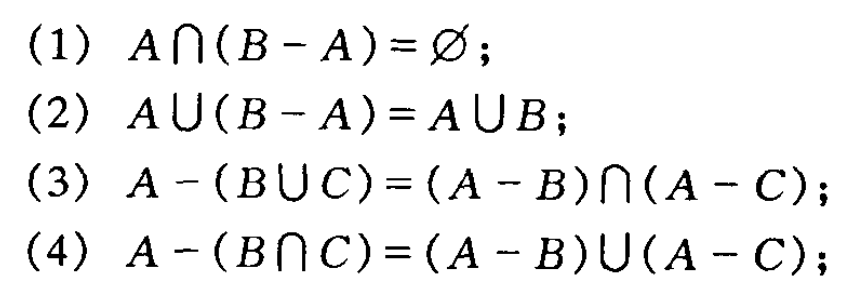 (1) A∩(B − A) = ∅;
(2) A∪(B − A) = A∪B;
(3) A − (B∪C) = (A − B)∩(A − C);
(4) A − (B∩C) = (A − B)∪(A − C);